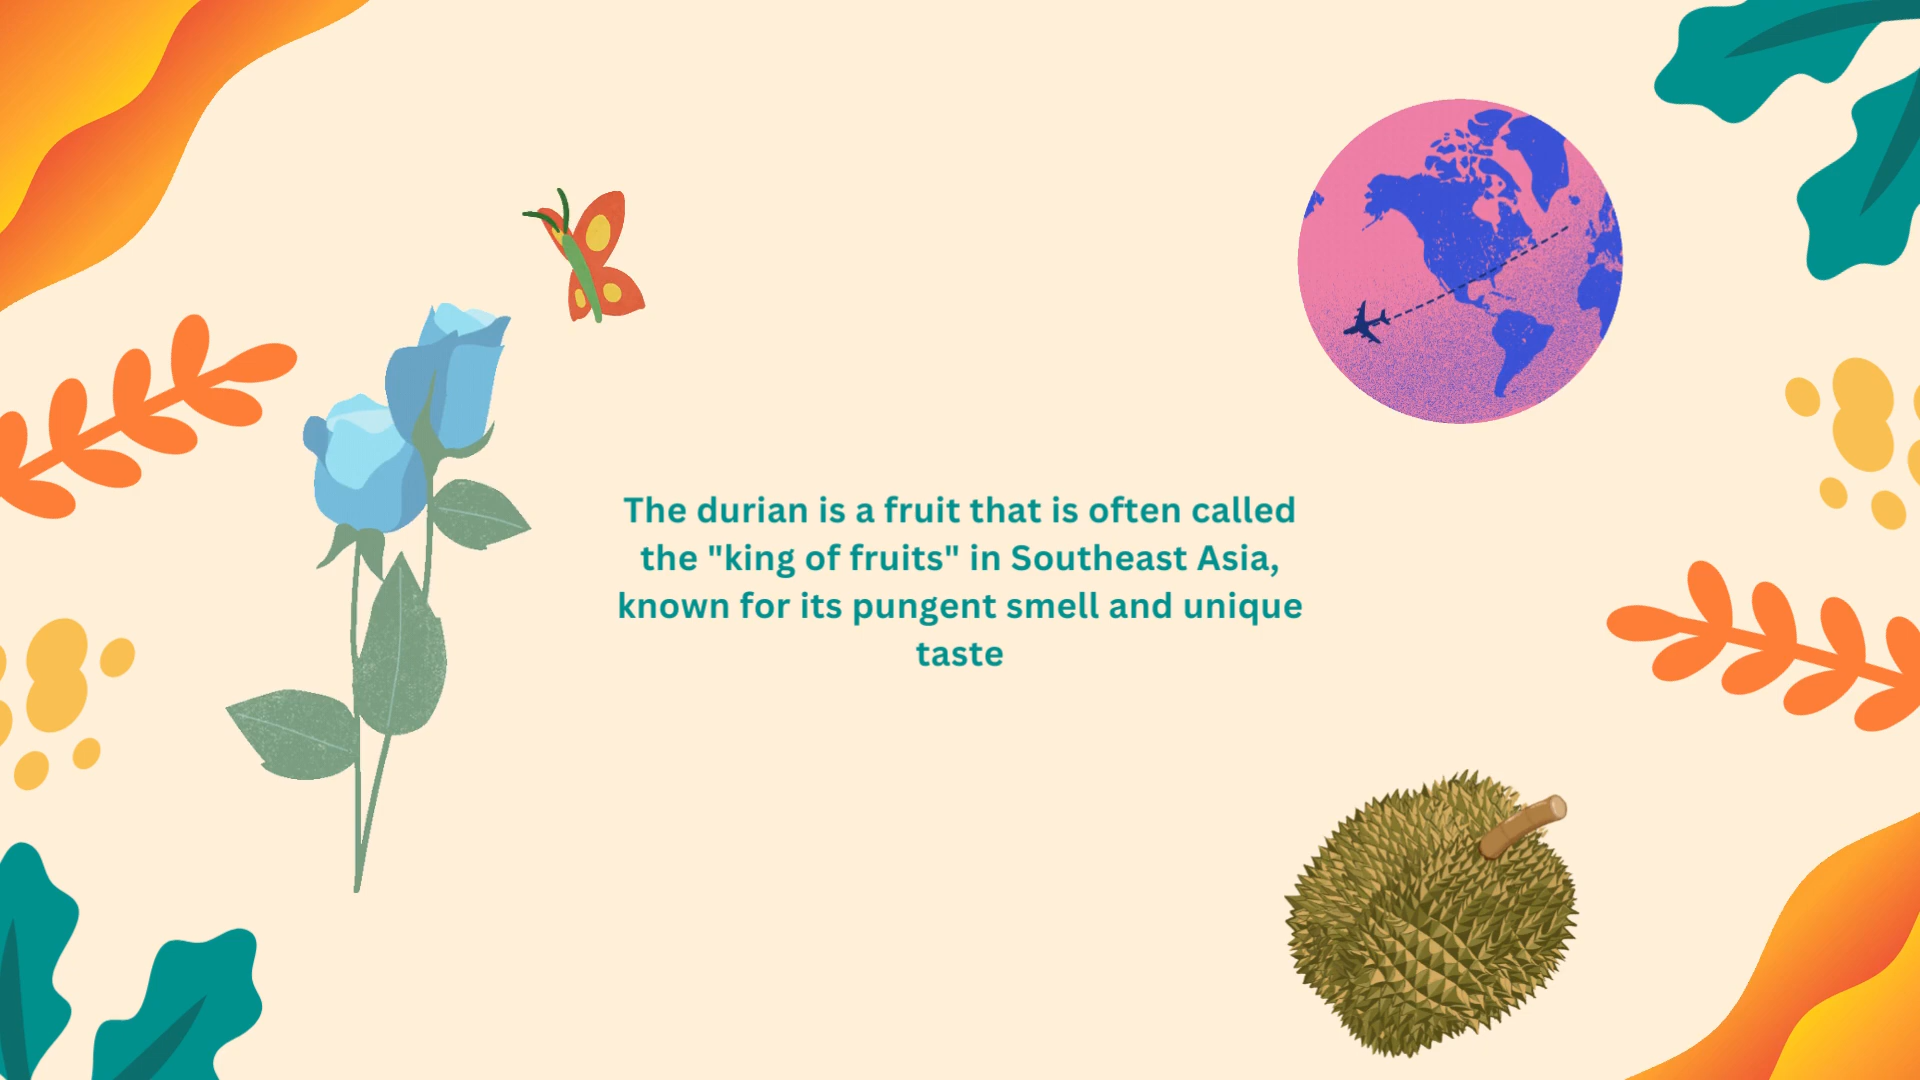 The durian is a fruit that is often called
the "king of fruits" in Southeast Asia,
known for its pungent smell and unique
taste